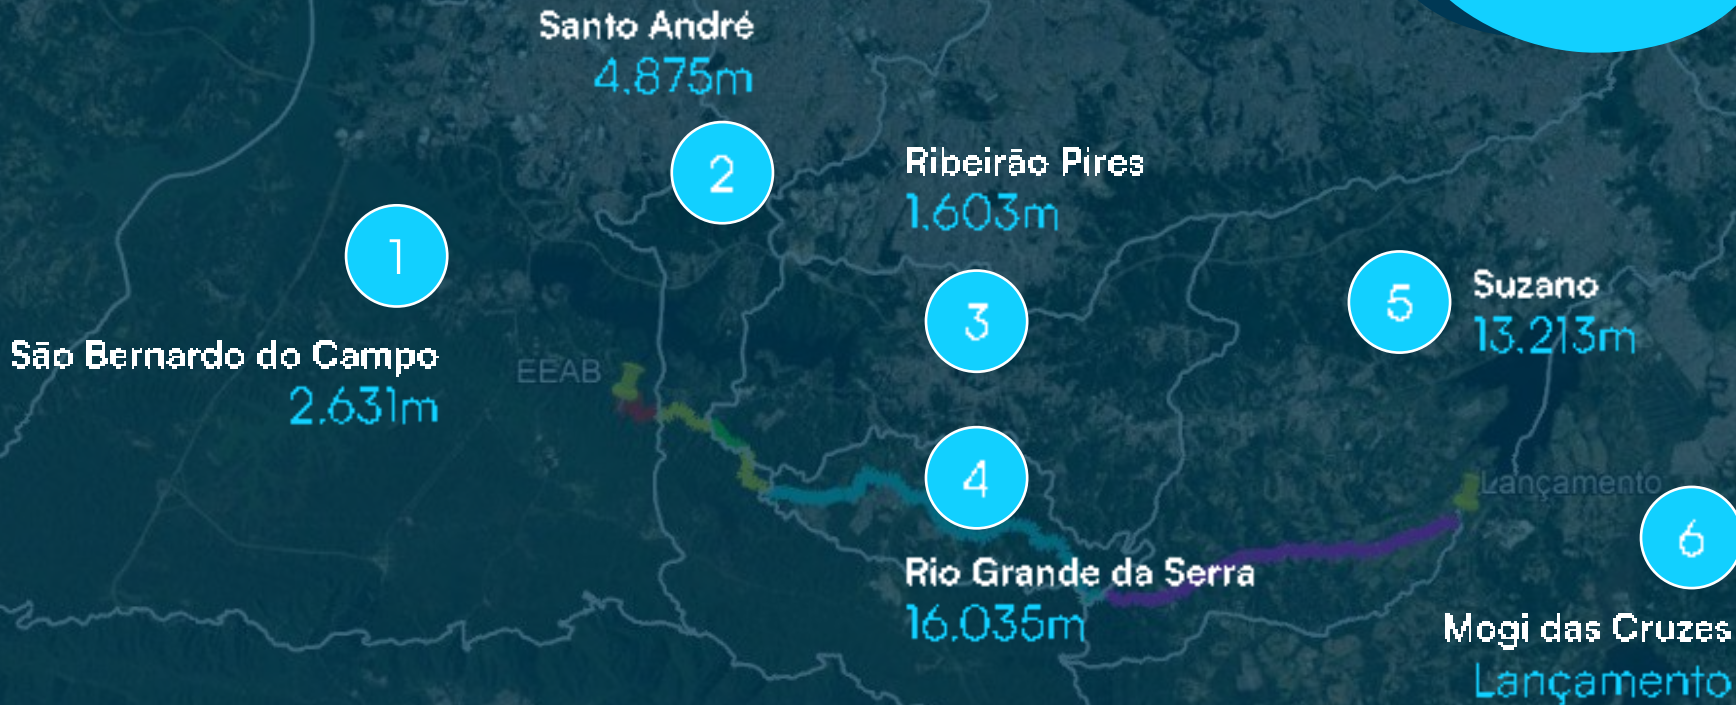 Santo André
4.875m
2
Ribeirão Pires
1.603m
1
3
5
Suzano
13.213m
São Bernardo do Campo
2.631m
EEAB
4
Lançamento
6
Rio Grande da Serra
16.035m
Mogi das Cruzes
Lançamento